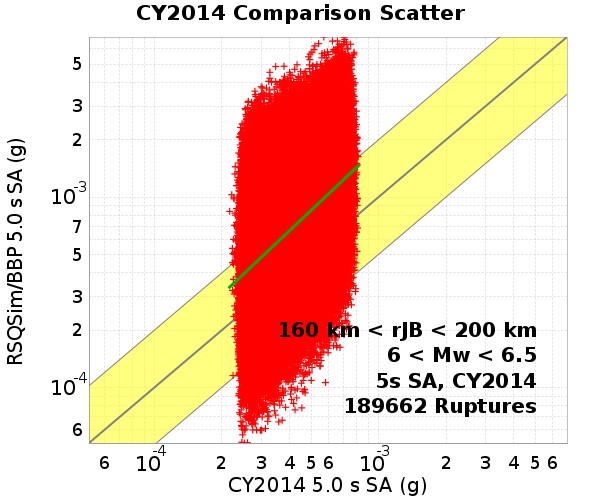 CY2014 Comparison Scatter
RSQSim/BBP 5.0 s SA (g)
5
3
2
10-3
7
5
3
2
10-4
6
160 km < rJB < 200 km
6 < Mw < 6.5
5s SA, CY2014
189662 Ruptures
6 10-4 2 3 4 5 6 10-3 2 3 4 5 6
CY2014 5.0 s SA (g)